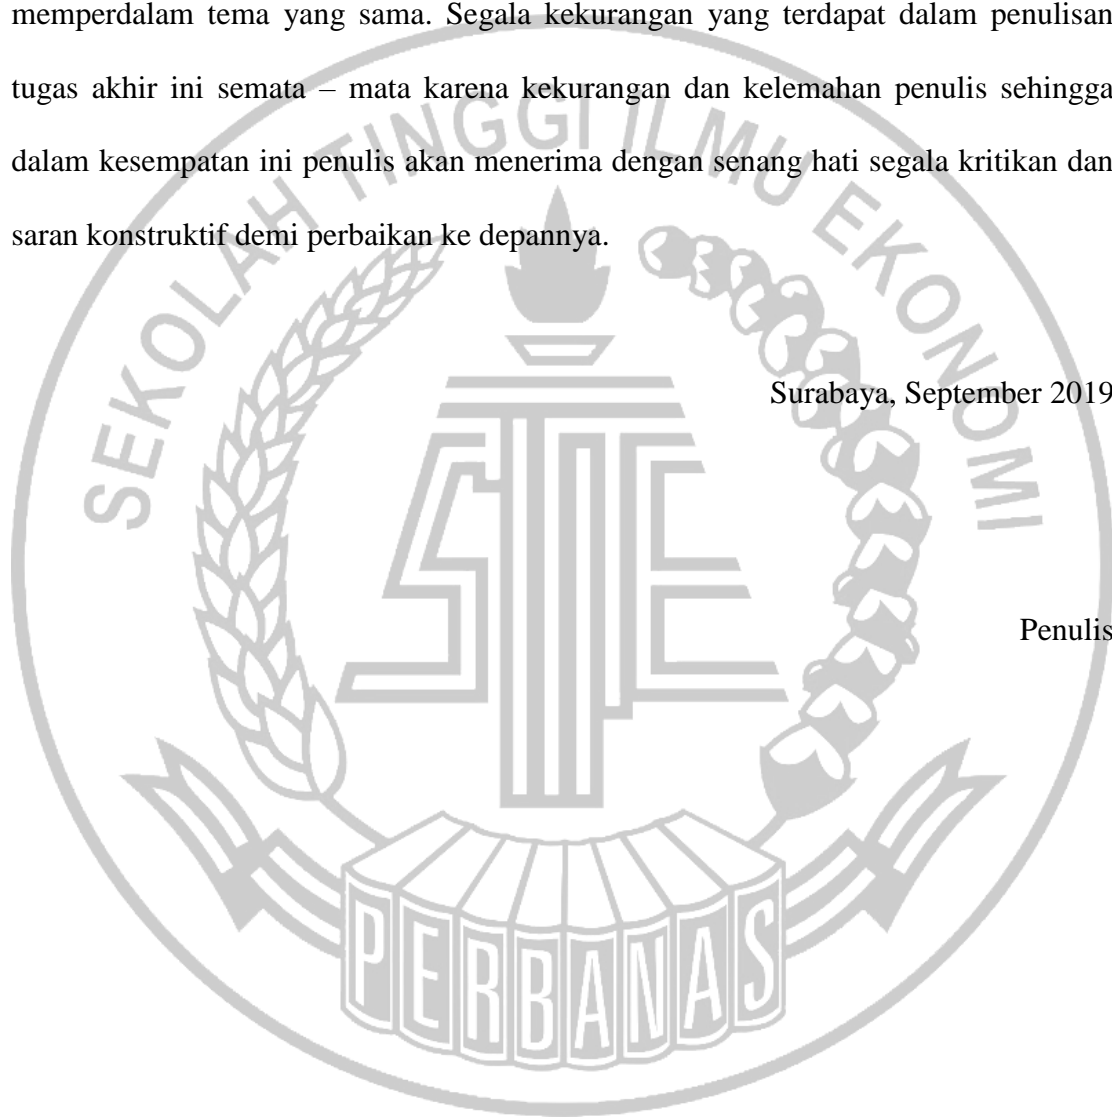 memperdalam tema yang sama. Segala kekurangan yang terdapat dalam penulisan
tugas akhir ini semata – mata karena kekurangan dan kelemahan penulis sehingga
dalam kesempatan ini penulis akan menerima dengan senang hati segala kritikan dan
saran konstruktif demi perbaikan ke depannya.
SEKOLAH TINGGI ILMU EKONOMI
Surabaya, September 2019
STIE
Penulis
PERBANAS